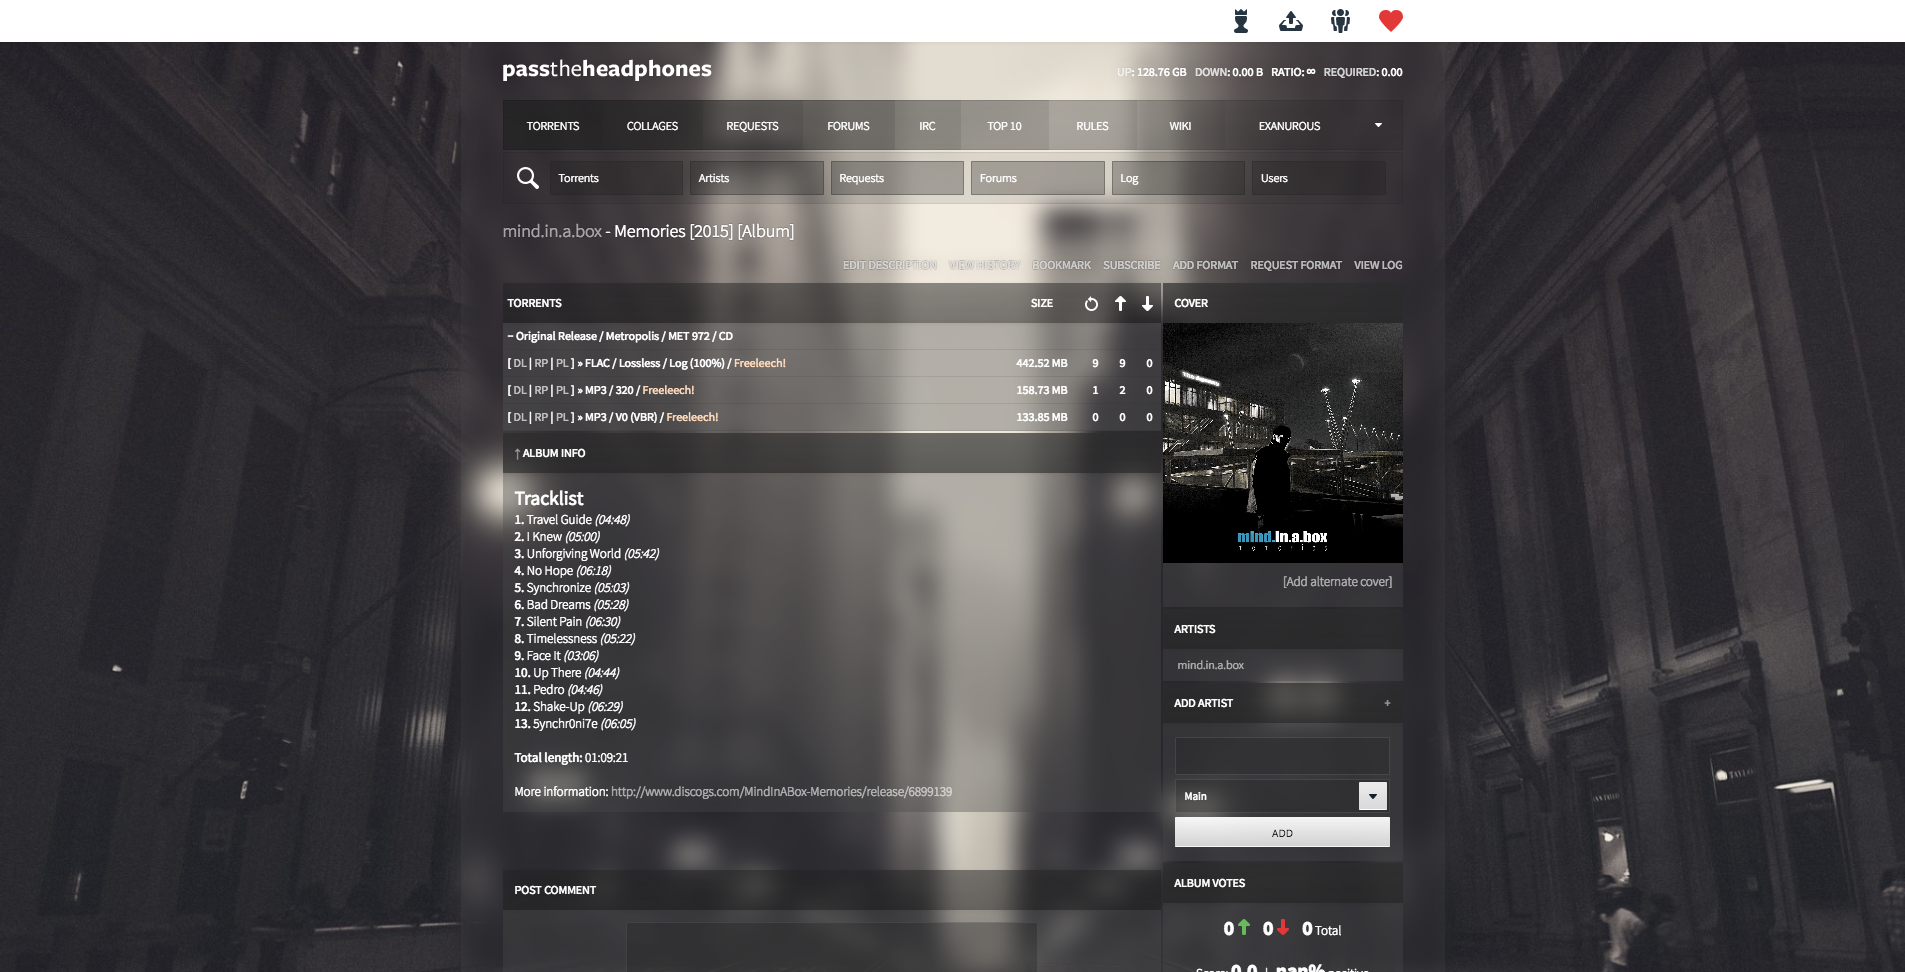 passtheheadphones
UP: 128.76 GB DOWN: 0.00 B RATIO: ∞ REQUIRED: 0.00
TORRENTS COLLAGES REQUESTS FORUMS IRC TOP 10 RULES WIKI EXANUROUS
Torrents Artists Requests Forums Log Users
mind.in.a.box - Memories [2015] [Album]
EDIT DESCRIPTION VIEW HISTORY BOOKMARK SUBSCRIBE ADD FORMAT REQUEST FORMAT VIEW LOG
TORRENTS SIZE
− Original Release / Metropolis / MET 972 / CD
[ DL | RP | PL ] » FLAC / Lossless / Log (100%) / Freeleech! 442.52 MB 9 9 0
[ DL | RP | PL ] » MP3 / 320 / Freeleech! 158.73 MB 1 2 0
[ DL | RP | PL ] » MP3 / V0 (VBR) / Freeleech! 133.85 MB 0 0 0
↑ ALBUM INFO
Tracklist
1. Travel Guide (04:48)
2. I Knew (05:00)
3. Unforgiving World (05:42)
4. No Hope (06:18)
5. Synchronize (05:03)
6. Bad Dreams (05:28)
7. Silent Pain (06:30)
8. Timelessness (05:22)
9. Face It (03:06)
10. Up There (04:44)
11. Pedro (04:46)
12. Shake-Up (06:29)
13. 5ynchr0ni7e (06:05)
Total length: 01:09:21
More information: http://www.discogs.com/MindInABox-Memories/release/6899139
POST COMMENT
COVER
mind.in.a.box
memories
[Add alternate cover]
ARTISTS
mind.in.a.box
ADD ARTIST +
Main
ADD
ALBUM VOTES
0 ↑ 0 ↓ 0 Total
Score: 0.0 | nan% positive